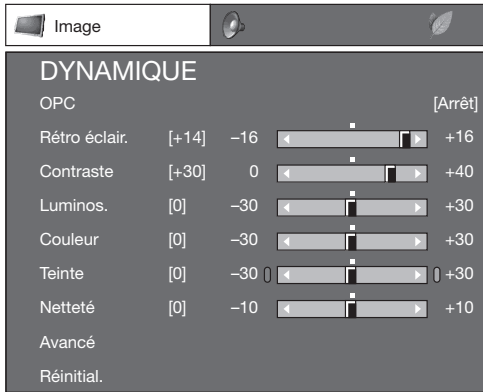 Image
DYNAMIQUE
OPC [Arrêt]
Rétro éclair. [+14] –16 +16
Contraste [+30] 0 +40
Luminos. [0] –30 +30
Couleur [0] –30 +30
Teinte [0] –30 +30
Netteté [0] –10 +10
Avancé
Réinitial.